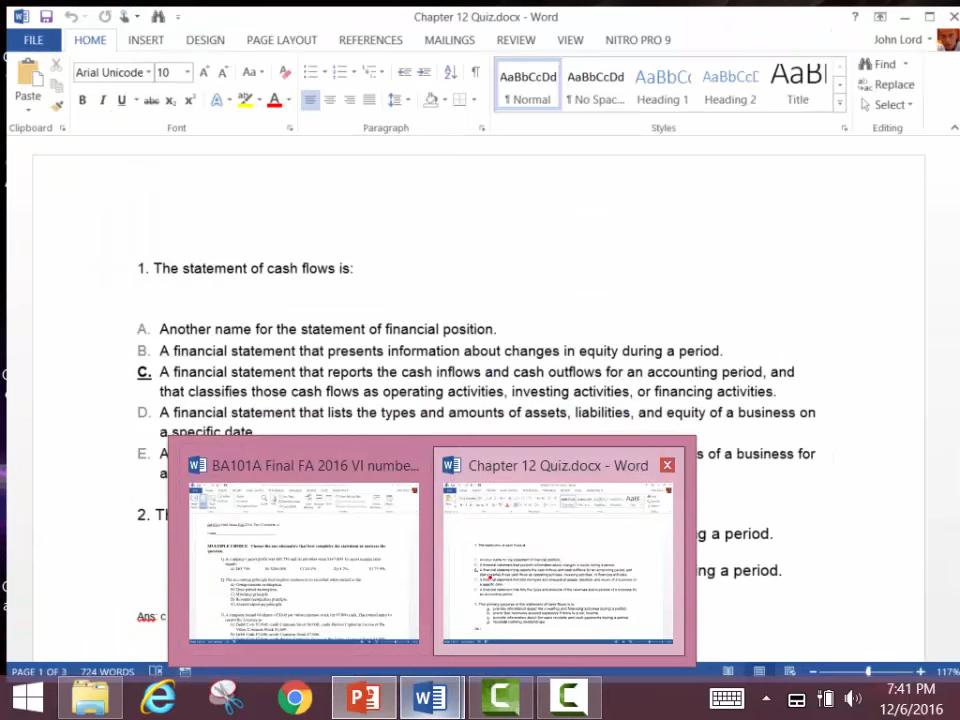 Chapter 12 Quiz.docx - Word
FILE HOME INSERT DESIGN PAGE LAYOUT REFERENCES MAILINGS REVIEW VIEW NITRO PRO 9 John Lord
Paste
Arial Unicode 10
Aa
B I U abc X₂ X²
AaBbCcDd AaBbCcDd AaBbCc AaBbCcD AaBl
¶ Normal ¶ No Spac... Heading 1 Heading 2 Title
Find
Replace
Select
Clipboard Font Paragraph Styles Editing
1. The statement of cash flows is:
A. Another name for the statement of financial position.
B. A financial statement that presents information about changes in equity during a period.
C. A financial statement that reports the cash inflows and cash outflows for an accounting period, and
that classifies those cash flows as operating activities, investing activities, or financing activities.
D. A financial statement that lists the types and amounts of assets, liabilities, and equity of a business on
a specific date.
E. A
s of a business for
a
2. T
ng a period.
ng a period.
Ans c
BA101A Final FA 2016 VI numbe...
Chapter 12 Quiz.docx - Word
PAGE 1 OF 3 724 WORDS 117%
7:41 PM
12/6/2016